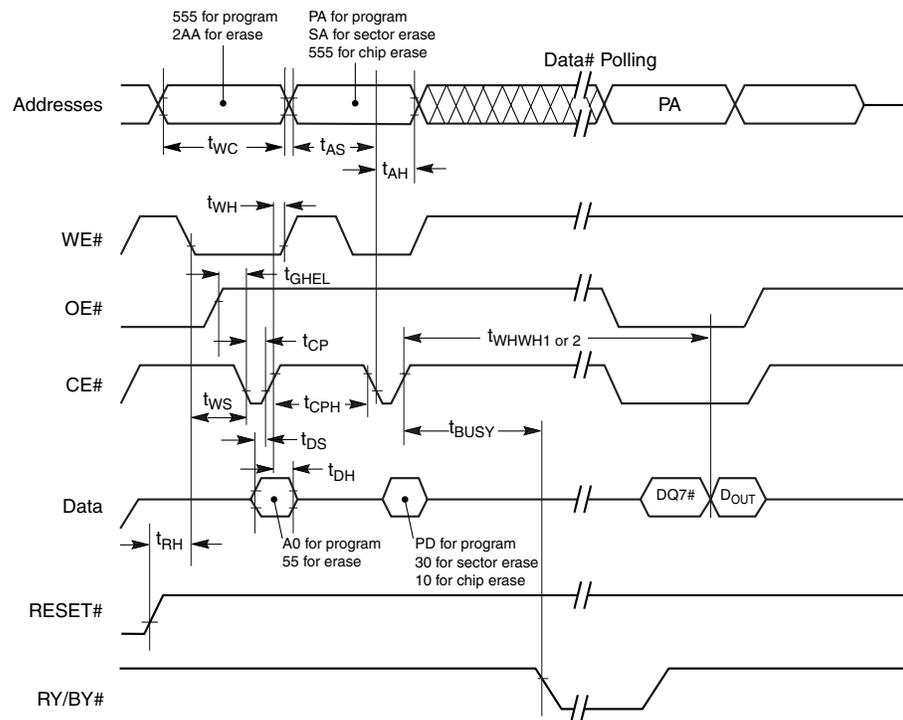 555 for program
2AA for erase
PA for program
SA for sector erase
555 for chip erase
Data# Polling
Addresses
PA
tWC
tAS
tAH
tWH
WE#
tGHEL
OE#
tWHWH1 or 2
tCP
CE#
tWS
tCPH
tBUSY
tDS
tDH
Data
DQ7#
DOUT
tRH
A0 for program
55 for erase
PD for program
30 for sector erase
10 for chip erase
RESET#
RY/BY#